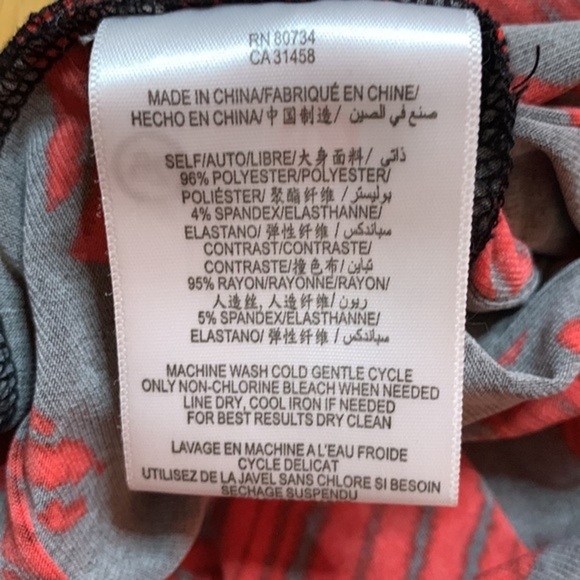 RN 80734
CA 31458
MADE IN CHINA/FABRIQUÉ EN CHINE/
HECHO EN CHINA/中国制造/ صنع في الصين
SELF/AUTO/LIBRE/大身面料/ ذاتي
96% POLYESTER/POLYESTER/
POLIÉSTER/ 聚酯纤维 / بوليستر
4% SPANDEX/ELASTHANNE/
ELASTANO/ 弹性纤维 / سباندكس
CONTRAST/CONTRASTE/
CONTRASTE/撞色布/ تباين
95% RAYON/RAYONNE/RAYON/
人造丝, 人造纤维/ ريون
5% SPANDEX/ELASTHANNE/
ELASTANO/ 弹性纤维 / سباندكس
MACHINE WASH COLD GENTLE CYCLE
ONLY NON-CHLORINE BLEACH WHEN NEEDED
LINE DRY, COOL IRON IF NEEDED
FOR BEST RESULTS DRY CLEAN
LAVAGE EN MACHINE A L'EAU FROIDE
CYCLE DELICAT
UTILISEZ DE LA JAVEL SANS CHLORE SI BESOIN
SECHAGE SUSPENDU